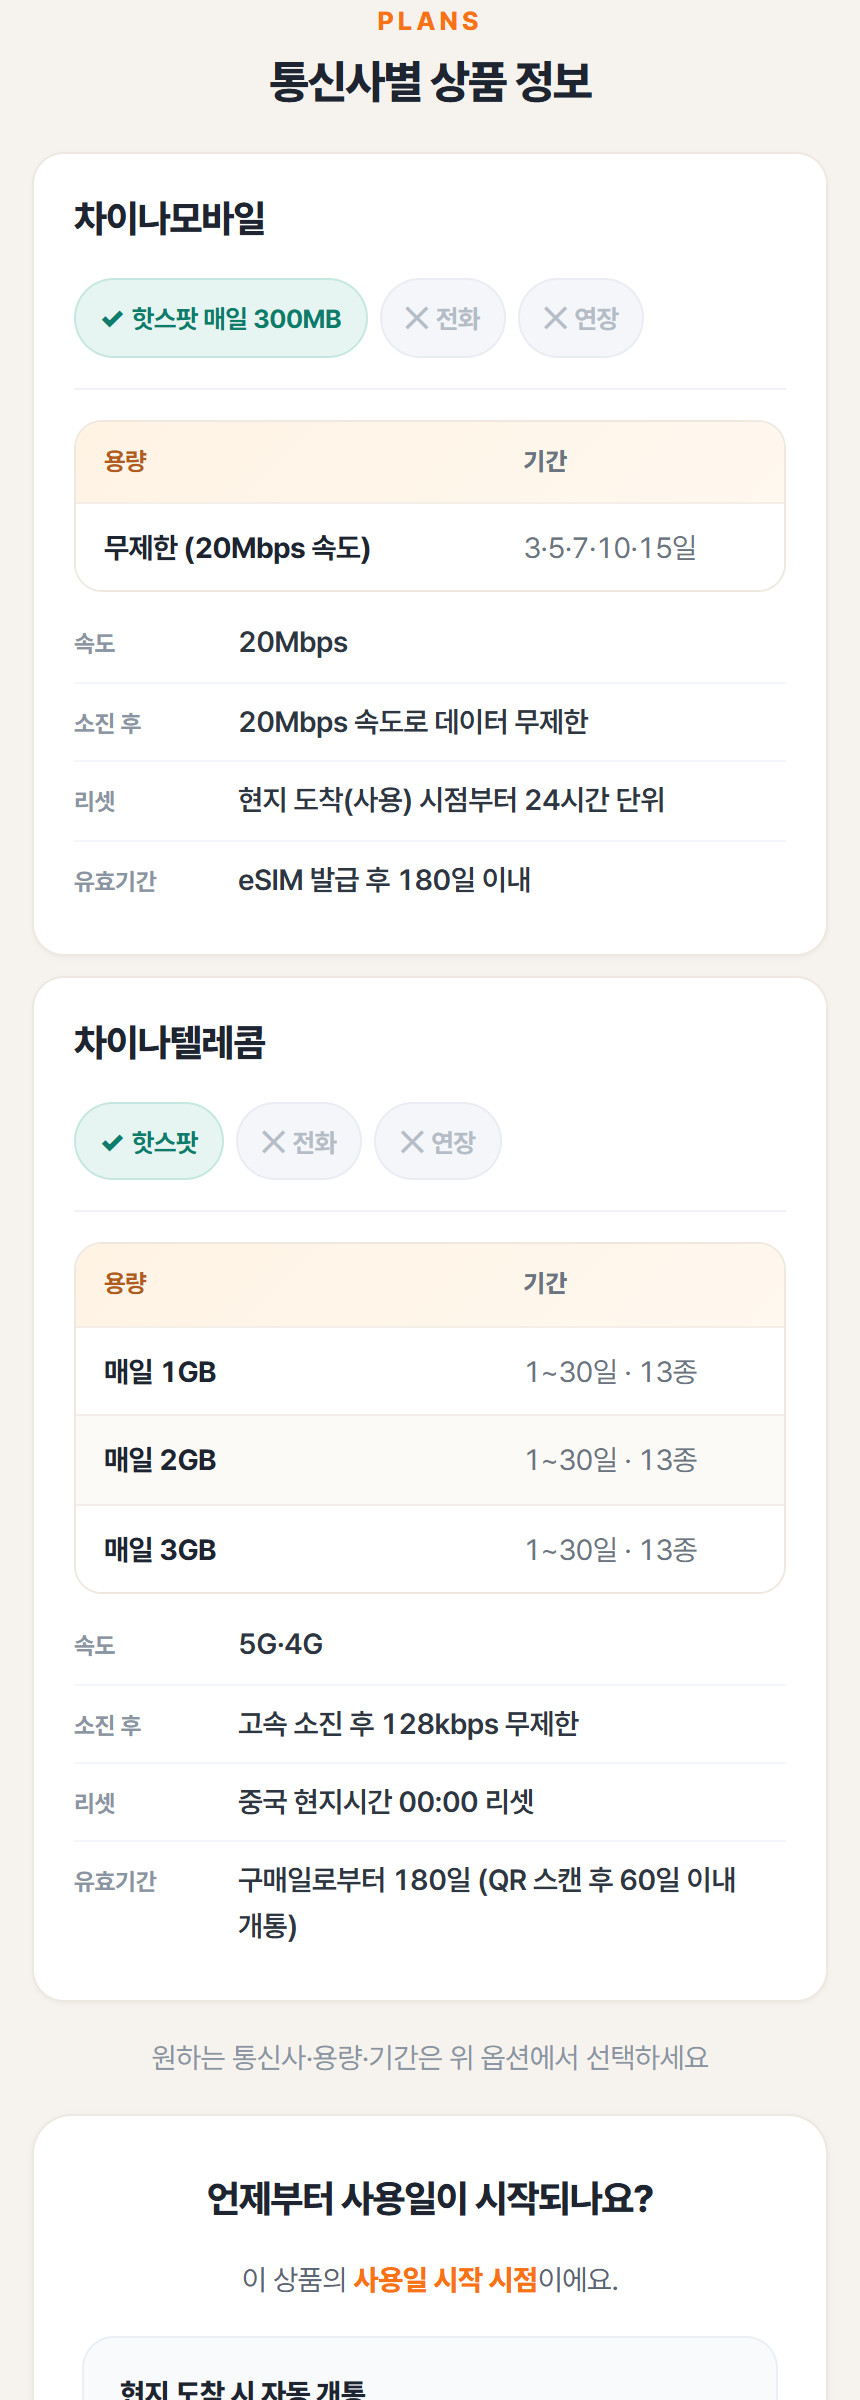 PLANS
통신사별 상품 정보
차이나모바일
✓ 핫스팟 매일 300MB ✕ 전화 ✕ 연장
용량 기간
무제한 (20Mbps 속도) 3·5·7·10·15일
속도 20Mbps
소진 후 20Mbps 속도로 데이터 무제한
리셋 현지 도착(사용) 시점부터 24시간 단위
유효기간 eSIM 발급 후 180일 이내
차이나텔레콤
✓ 핫스팟 ✕ 전화 ✕ 연장
용량 기간
매일 1GB 1~30일 · 13종
매일 2GB 1~30일 · 13종
매일 3GB 1~30일 · 13종
속도 5G·4G
소진 후 고속 소진 후 128kbps 무제한
리셋 중국 현지시간 00:00 리셋
유효기간 구매일로부터 180일 (QR 스캔 후 60일 이내
개통)
원하는 통신사·용량·기간은 위 옵션에서 선택하세요
언제부터 사용일이 시작되나요?
이 상품의 사용일 시작 시점이에요.
현지 도착 시 자동 개통